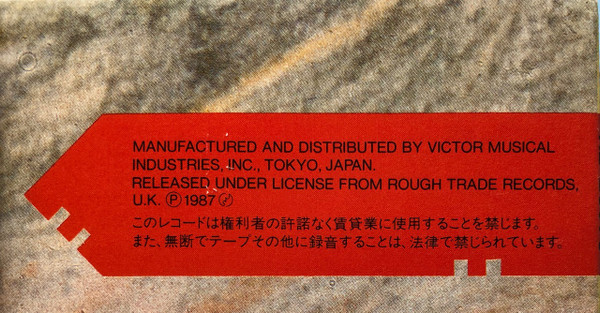 MANUFACTURED AND DISTRIBUTED BY VICTOR MUSICAL
INDUSTRIES, INC., TOKYO, JAPAN.
RELEASED UNDER LICENSE FROM ROUGH TRADE RECORDS,
U.K. Ⓟ 1987
このレコードは権利者の許諾なく賃貸業に使用することを禁じます。
また、無断でテープその他に録音することは、法律で禁じられています。